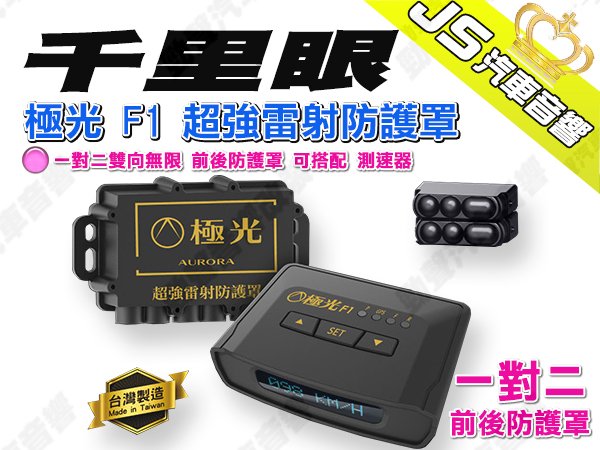 千里眼
JS汽車音響
極光 F1 超強雷射防護罩
一對二雙向無限 前後防護罩 可搭配 測速器
極光
AURORA
超強雷射防護罩
極光F1
SET
098 KM/H
台灣製造
Made in Taiwan
一對二
前後防護罩